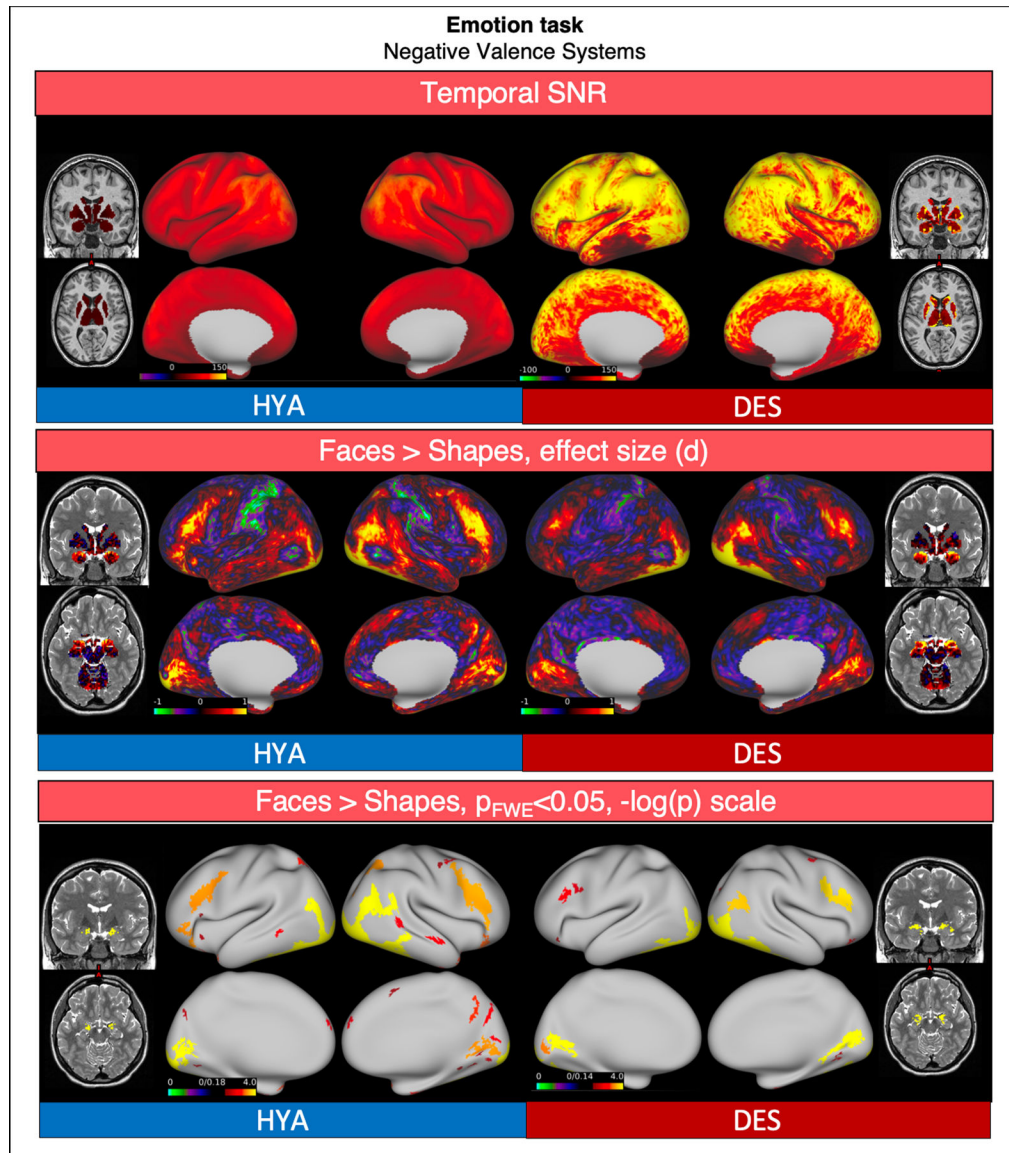 Emotion task
Negative Valence Systems
Temporal SNR
0 150
-100 0 150
HYA DES
Faces > Shapes, effect size (d)
-1 0 1
-1 0 1
HYA DES
Faces > Shapes, pFWE<0.05, -log(p) scale
0 0/0.18 4.0
0 0/0.14 4.0
HYA DES